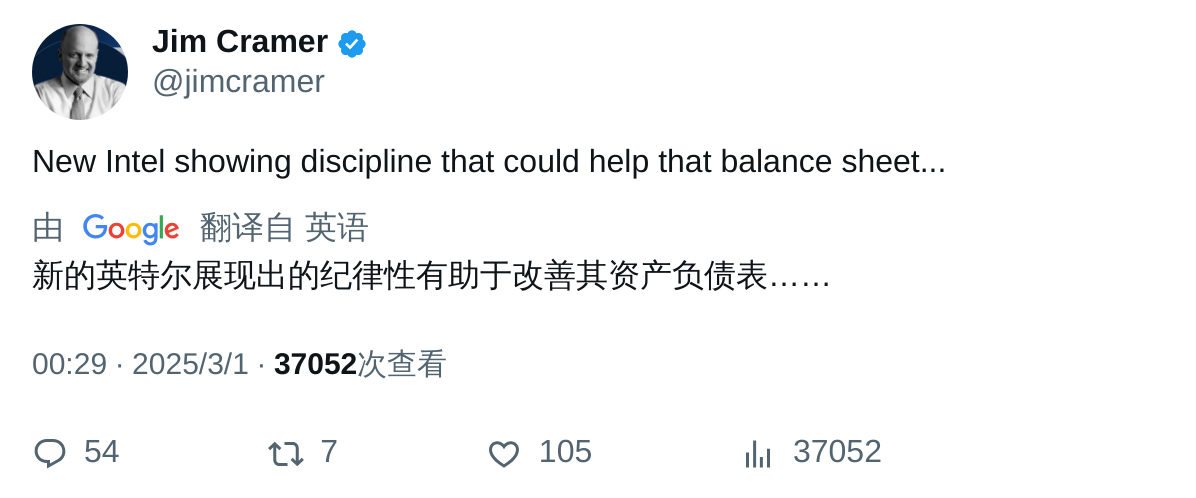 Jim Cramer
@jimcramer
New Intel showing discipline that could help that balance sheet...
由 Google 翻译自 英语
新的英特尔展现出的纪律性有助于改善其资产负债表……
00:29 · 2025/3/1 · 37052次查看
54 7 105 37052